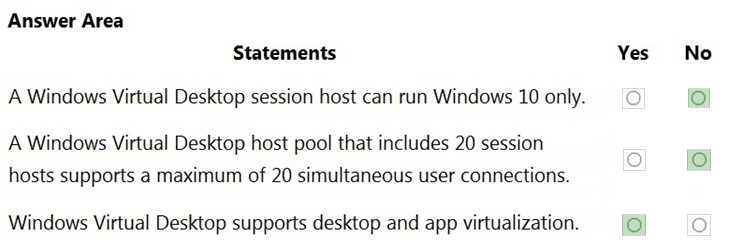 Answer Area
Statements Yes No
A Windows Virtual Desktop session host can run Windows 10 only.
A Windows Virtual Desktop host pool that includes 20 session
hosts supports a maximum of 20 simultaneous user connections.
Windows Virtual Desktop supports desktop and app virtualization.